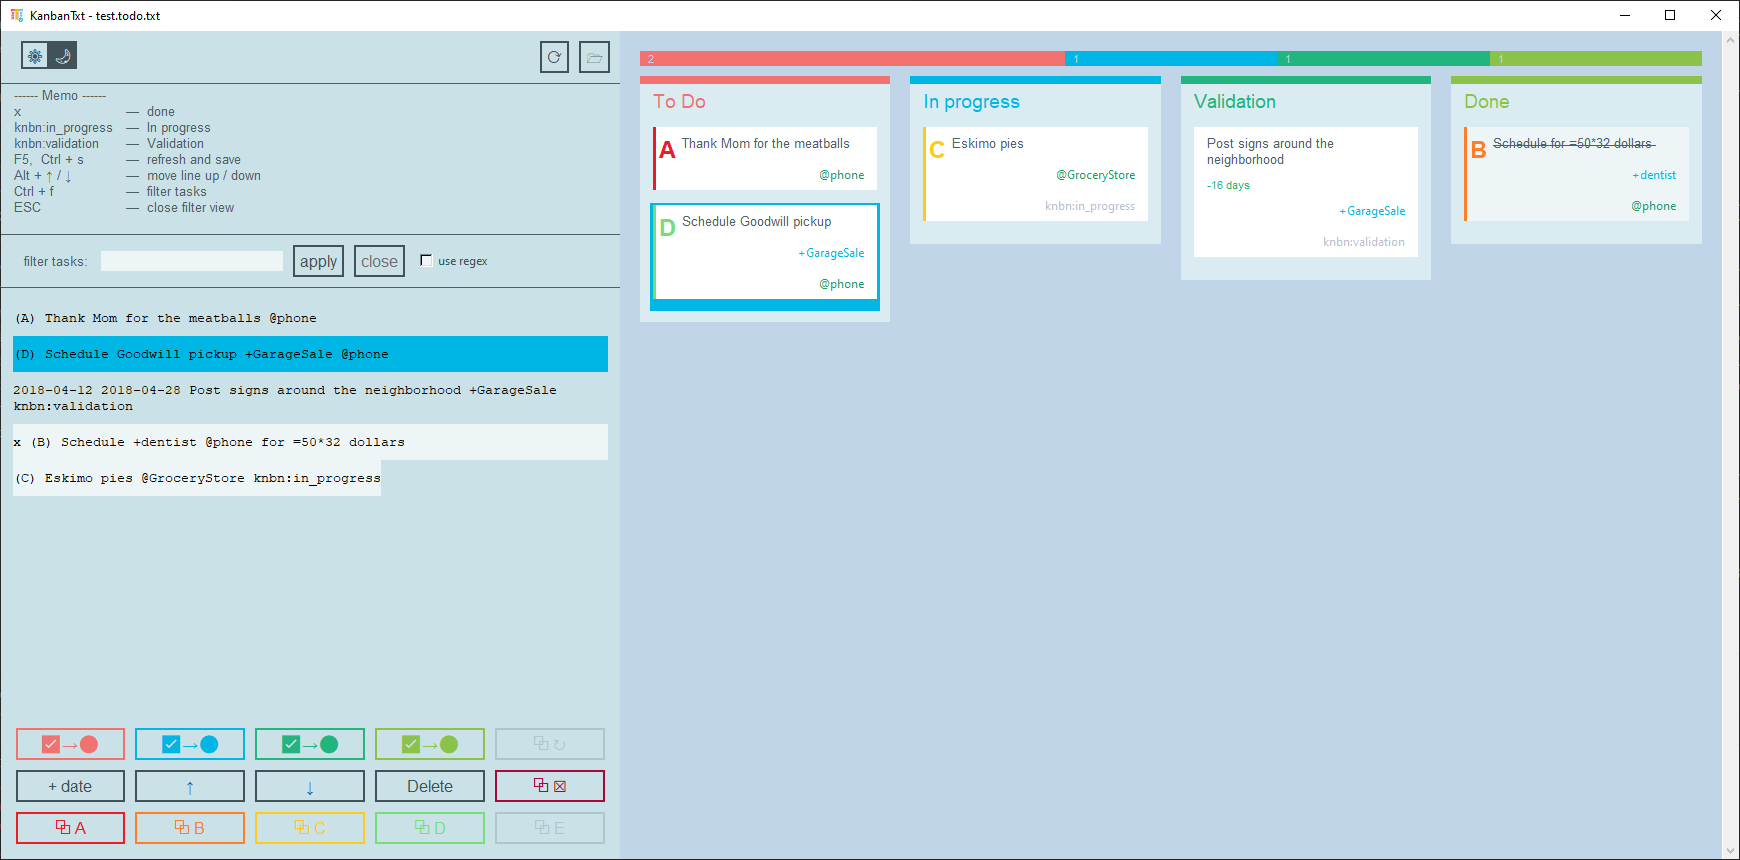 KanbanTxt - test.todo.txt
------ Memo ------
x — done
knbn:in_progress — In progress
knbn:validation — Validation
F5, Ctrl + s — refresh and save
Alt + ↑ / ↓ — move line up / down
Ctrl + f — filter tasks
ESC — close filter view
filter tasks: apply close use regex
(A) Thank Mom for the meatballs @phone
(D) Schedule Goodwill pickup +GarageSale @phone
2018-04-12 2018-04-28 Post signs around the neighborhood +GarageSale
knbn:validation
x (B) Schedule +dentist @phone for =50*32 dollars
(C) Eskimo pies @GroceryStore knbn:in_progress
+ date ↑ ↓ Delete
A B C D E
2 1 1 1
To Do
A Thank Mom for the meatballs
@phone
D Schedule Goodwill pickup
+GarageSale
@phone
In progress
C Eskimo pies
@GroceryStore
knbn:in_progress
Validation
Post signs around the
neighborhood
-16 days
+GarageSale
knbn:validation
Done
B Schedule for =50*32 dollars
+dentist
@phone